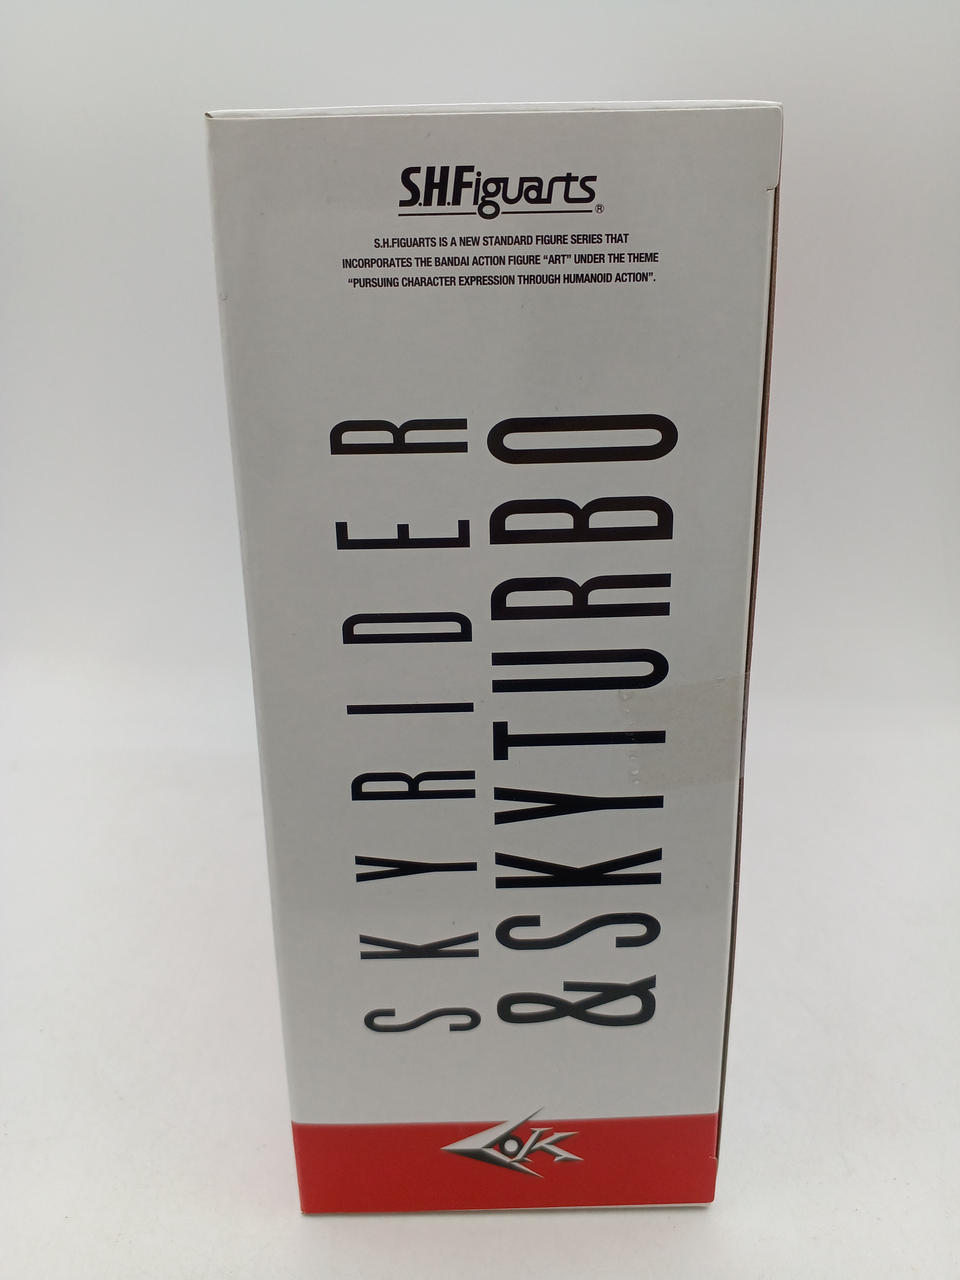 S.H.Figuarts®
S.H.FIGUARTS IS A NEW STANDARD FIGURE SERIES THAT
INCORPORATES THE BANDAI ACTION FIGURE “ART” UNDER THE THEME
“PURSUING CHARACTER EXPRESSION THROUGH HUMANOID ACTION”.
SKYRIDER
&SKYTURBO